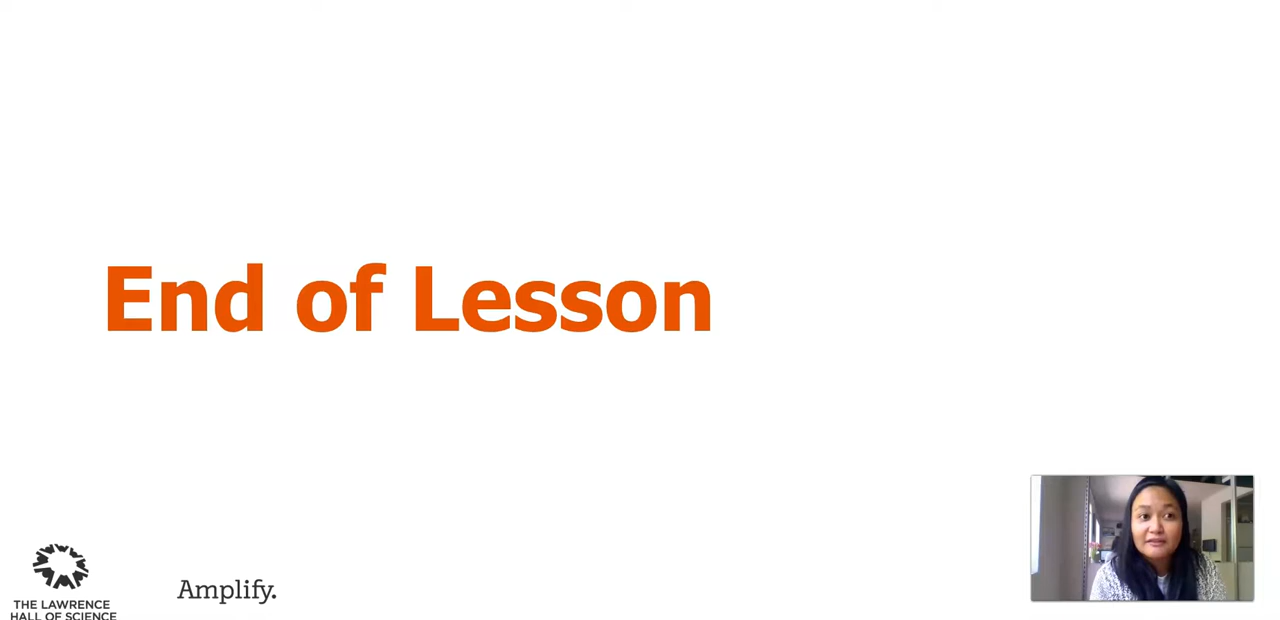 End of Lesson
THE LAWRENCE
HALL OF SCIENCE
Amplify.